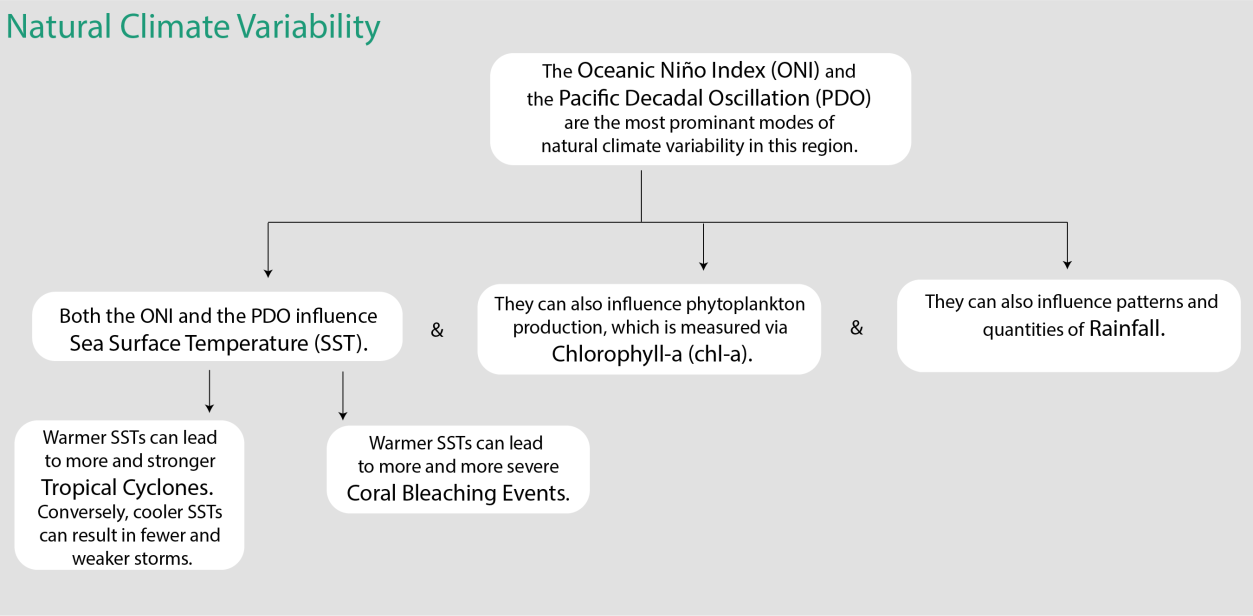 Natural Climate Variability
The Oceanic Niño Index (ONI) and
the Pacific Decadal Oscillation (PDO)
are the most prominant modes of
natural climate variability in this region.
Both the ONI and the PDO influence
Sea Surface Temperature (SST).
&
They can also influence phytoplankton
production, which is measured via
Chlorophyll-a (chl-a).
&
They can also influence patterns and
quantities of Rainfall.
Warmer SSTs can lead
to more and stronger
Tropical Cyclones.
Conversely, cooler SSTs
can result in fewer and
weaker storms.
Warmer SSTs can lead
to more and more severe
Coral Bleaching Events.